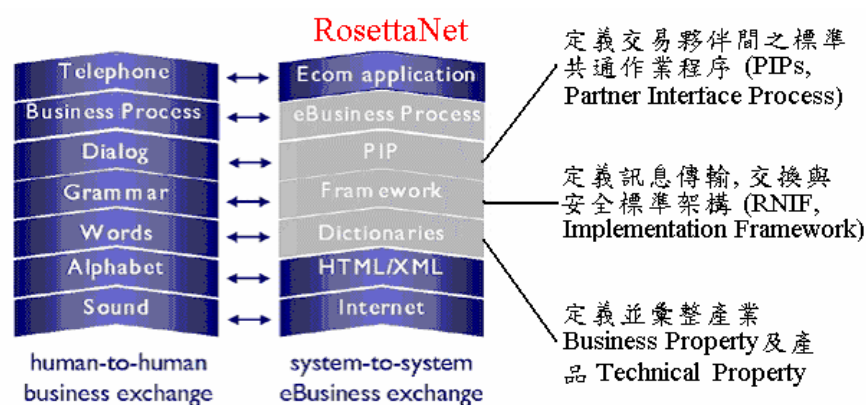 RosettaNet
Telephone
Business Process
Dialog
Grammar
Words
Alphabet
Sound
human-to-human
business exchange
Ecom application
eBusiness Process
PIP
Framework
Dictionaries
HTML/XML
Internet
system-to-system
eBusiness exchange
定義交易夥伴間之標準
共通作業程序 (PIPs,
Partner Interface Process)
定義訊息傳輸, 交換與
安全標準架構 (RNIF,
Implementation Framework)
定義並彙整產業
Business Property及產
品 Technical Property